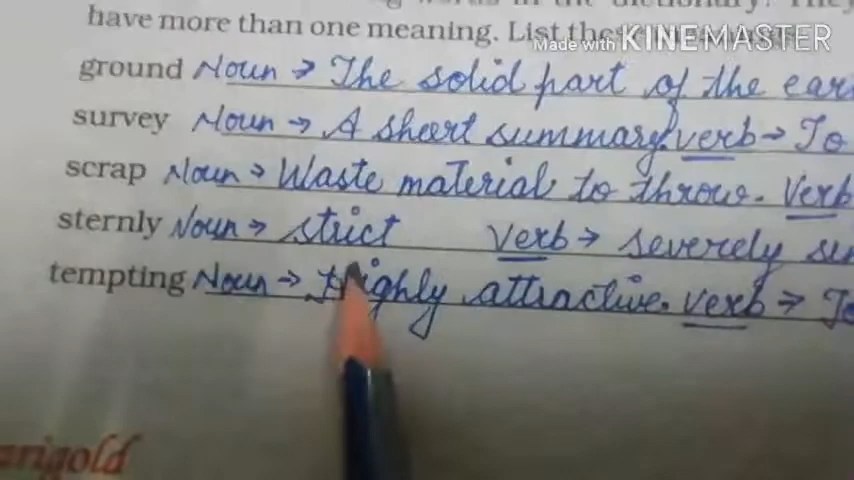 have more than one meaning. List these
Made with KINEMASTER
ground Noun → The solid part of the ear
survey Noun → A short summary. verb → To
scrap Noun → Waste material to throw. Verb
sternly Noun → strict verb → severely
tempting Noun → Highly attractive. verb → To
arigold